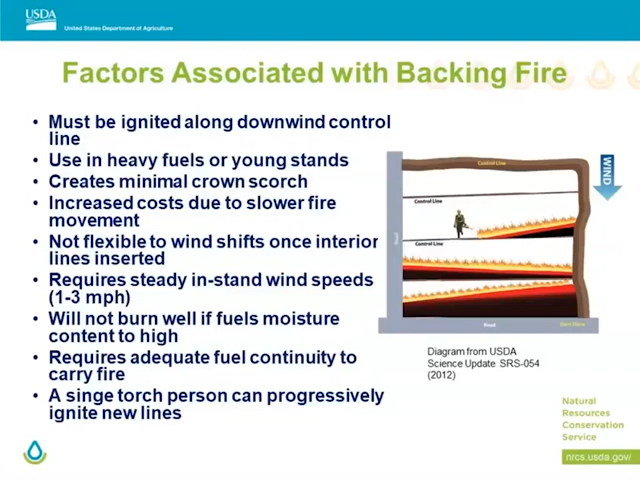 USDA
United States Department of Agriculture
Factors Associated with Backing Fire
• Must be ignited along downwind control
line
• Use in heavy fuels or young stands
• Creates minimal crown scorch
• Increased costs due to slower fire
movement
• Not flexible to wind shifts once interior
lines inserted
• Requires steady in-stand wind speeds
(1-3 mph)
• Will not burn well if fuels moisture
content to high
• Requires adequate fuel continuity to
carry fire
• A singe torch person can progressively
ignite new lines
Control Line
WIND
Control Line
Control Line
Road
Road
Start Here
Diagram from USDA
Science Update SRS-054
(2012)
Natural
Resources
Conservation
Service
nrcs.usda.gov/